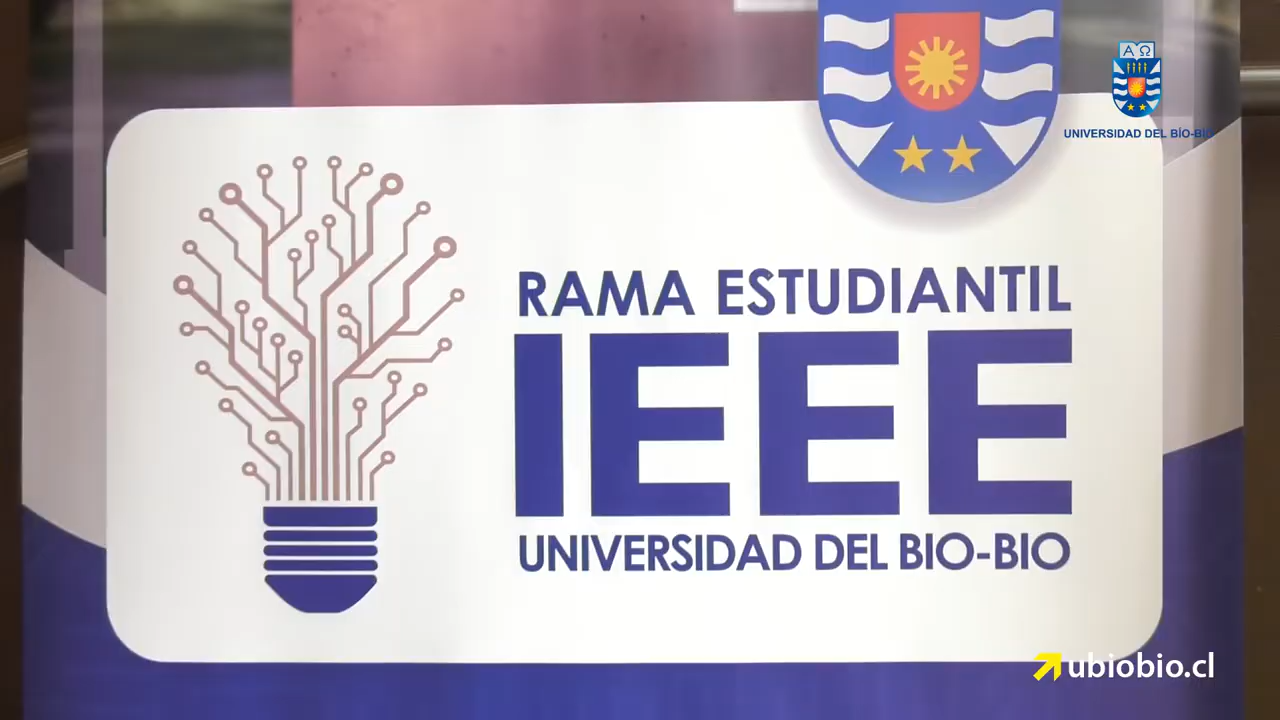 ΑΩ
UNIVERSIDAD DEL BÍO-BÍO
RAMA ESTUDIANTIL
IEEE
UNIVERSIDAD DEL BIO-BIO
ubiobio.cl